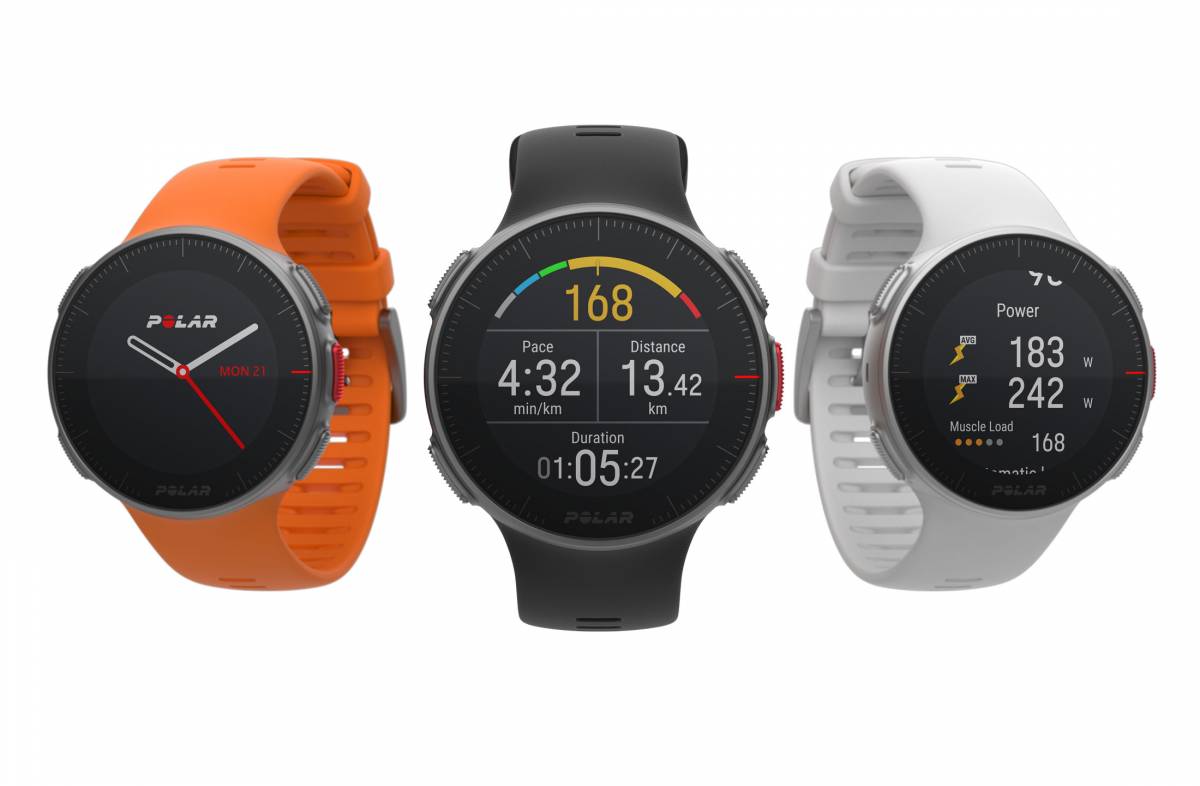 POLAR
MON 21
POLAR
168
Pace
4:32
min/km
Distance
13.42
km
Duration
01:05:27
POLAR
Power
AVG 183 W
MAX 242 W
Muscle Load
168
POLAR